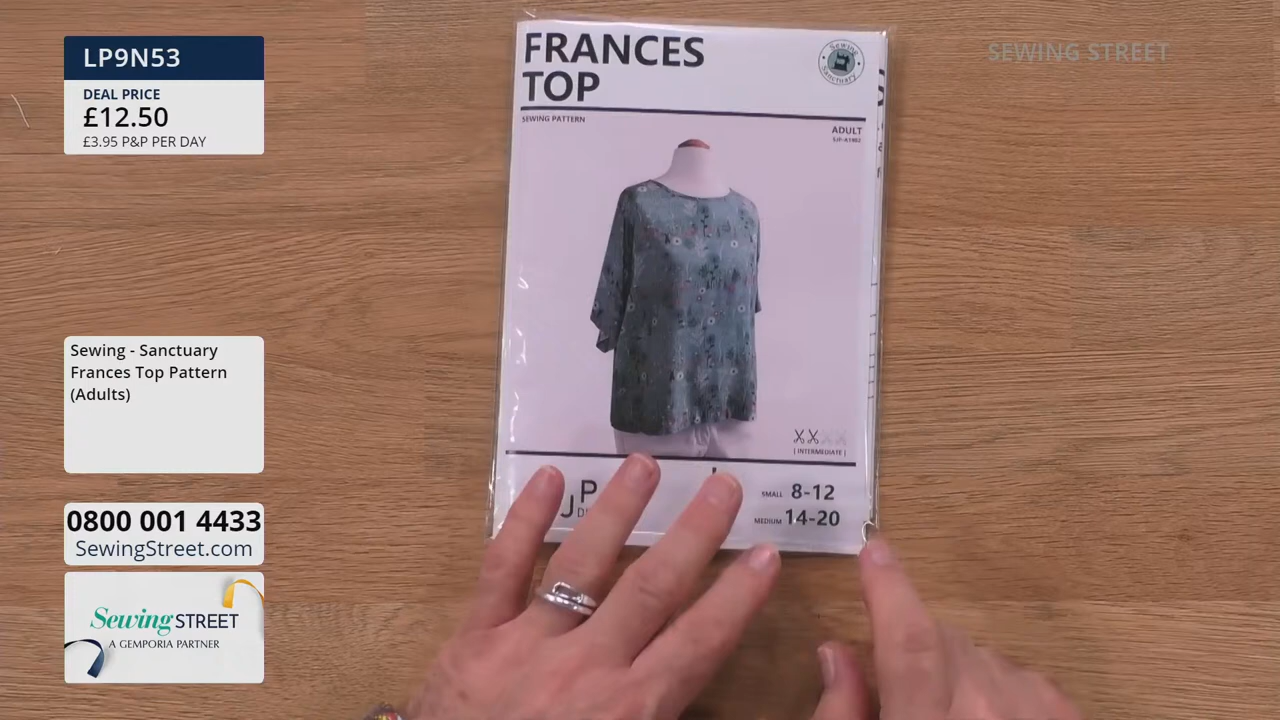 LP9N53
DEAL PRICE
£12.50
£3.95 P&P PER DAY
Sewing - Sanctuary
Frances Top Pattern
(Adults)
0800 001 4433
SewingStreet.com
Sewing STREET
A GEMPORIA PARTNER
SEWING STREET
FRANCES
TOP
Sewing
Sanctuary
SEWING PATTERN
ADULT
[ INTERMEDIATE ]
SMALL 8-12
MEDIUM 14-20